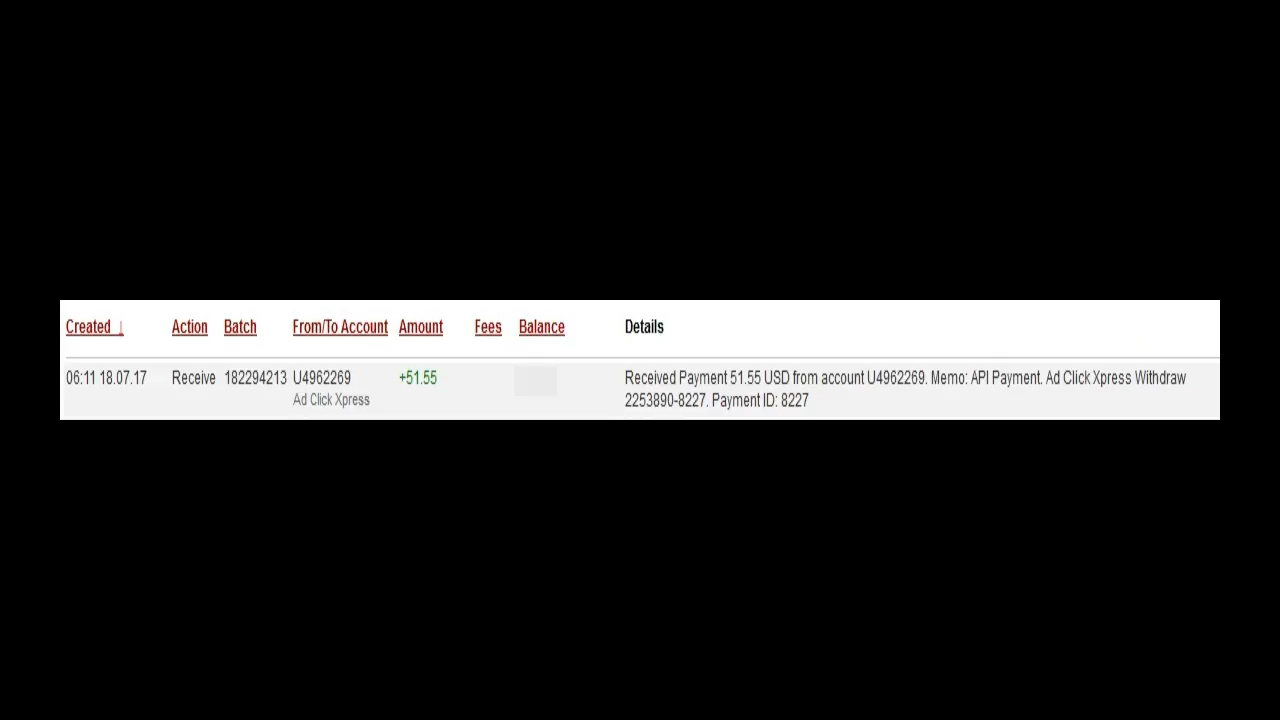 Created ↓ Action Batch From/To Account Amount Fees Balance Details
06:11 18.07.17 Receive 182294213 U4962269 +51.55 Received Payment 51.55 USD from account U4962269. Memo: API Payment. Ad Click Xpress Withdraw
Ad Click Xpress 2253890-8227. Payment ID: 8227